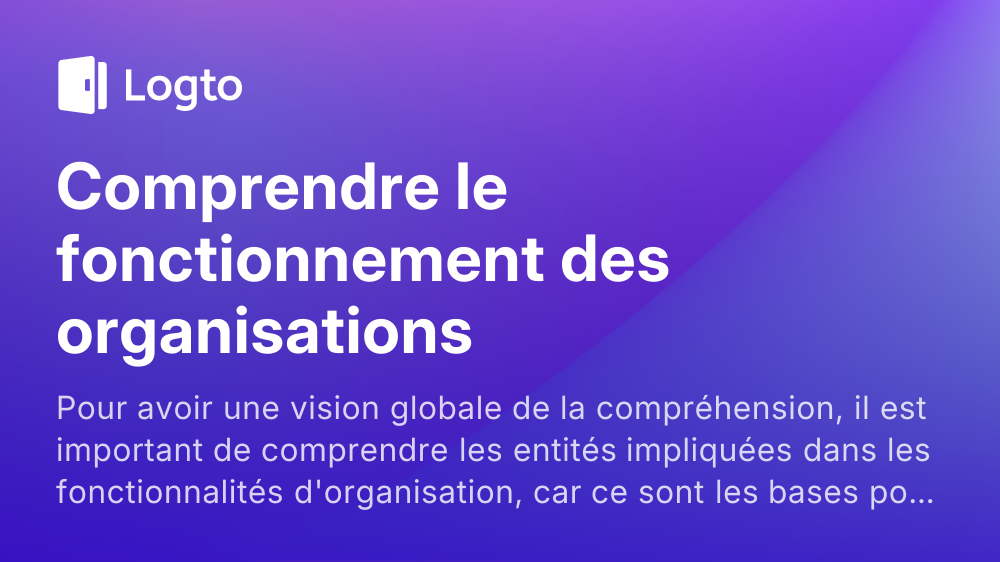 Logto
Comprendre le
fonctionnement des
organisations
Pour avoir une vision globale de la compréhension, il est
important de comprendre les entités impliquées dans les
fonctionnalités d'organisation, car ce sont les bases po...